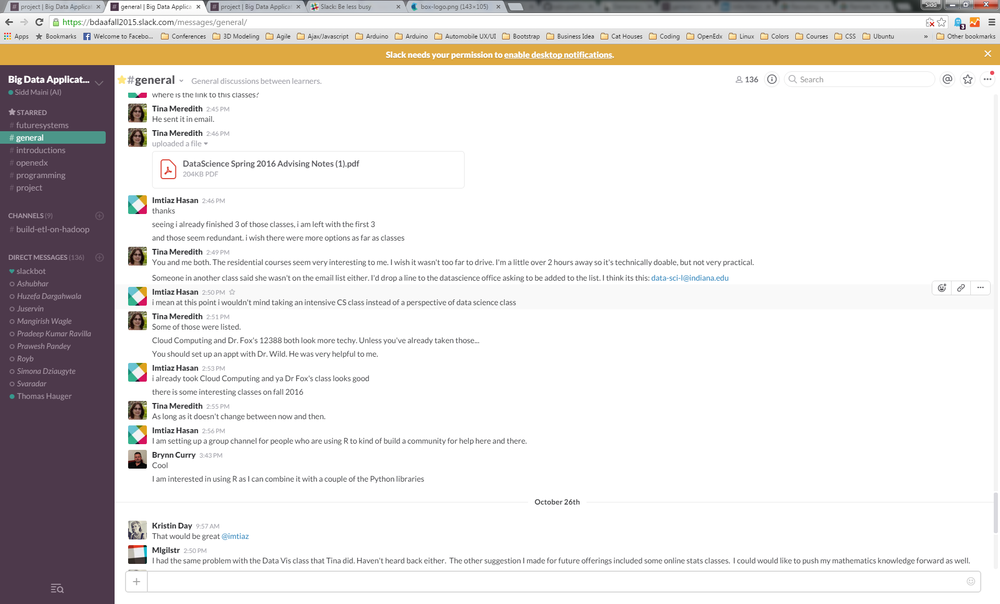 project | Big Data Applicat
general | Big Data Applica
project | Big Data Applicat
Slack: Be less busy
box-logo.png (143×105)
Sidd
https://bdaafall2015.slack.com/messages/general/
3
Apps
Bookmarks
Welcome to Facebo...
Conferences
3D Modeling
Agile
Ajax/Javascript
Arduino
Arduino
Automobile UX/UI
Bootstrap
Business Idea
Cat Houses
Coding
OpenEdx
Linux
Colors
Courses
CSS
Ubuntu
»
Other bookmarks
Slack needs your permission to enable desktop notifications.
Big Data Applicat...
Sidd Maini (AI)
STARRED
# futuresystems
# general
# introductions
# openedx
# programming
# project
CHANNELS (9)
# build-etl-on-hadoop
DIRECT MESSAGES (136)
slackbot
Ashubhar
Huzefa Dargahwala
Juservin
Mangirish Wagle
Pradeep Kumar Ravilla
Prawesh Pandey
Royb
Simona Dziaugyte
Svaradar
Thomas Hauger
#general
General discussions between learners.
136
Search
where is the link to this classes?
Tina Meredith 2:45 PM
He sent it in email.
Tina Meredith 2:46 PM
uploaded a file
DataScience Spring 2016 Advising Notes (1).pdf
204KB PDF
Imtiaz Hasan 2:46 PM
thanks
seeing i already finished 3 of those classes, i am left with the first 3
and those seem redundant. i wish there were more options as far as classes
Tina Meredith 2:49 PM
You and me both. The residential courses seem very interesting to me. I wish it wasn't too far to drive. I'm a little over 2 hours away so it's technically doable, but not very practical.
Someone in another class said she wasn't on the email list either. I'd drop a line to the datascience office asking to be added to the list. I think its this: data-sci-l@indiana.edu
Imtiaz Hasan 2:50 PM
i mean at this point i wouldn't mind taking an intensive CS class instead of a perspective of data science class
Tina Meredith 2:51 PM
Some of those were listed.
Cloud Computing and Dr. Fox's 12388 both look more techy. Unless you've already taken those...
You should set up an appt with Dr. Wild. He was very helpful to me.
Imtiaz Hasan 2:53 PM
i already took Cloud Computing and ya Dr Fox's class looks good
there is some interesting classes on fall 2016
Tina Meredith 2:55 PM
As long as it doesn't change between now and then.
Imtiaz Hasan 2:56 PM
I am setting up a group channel for people who are using R to kind of build a community for help here and there.
Brynn Curry 3:43 PM
Cool
I am interested in using R as I can combine it with a couple of the Python libraries
October 26th
Kristin Day 9:57 AM
That would be great @imtiaz
Mlgilstr 2:50 PM
I had the same problem with the Data Vis class that Tina did. Haven't heard back either. The other suggestion I made for future offerings included some online stats classes. I could would like to push my mathematics knowledge forward as well.